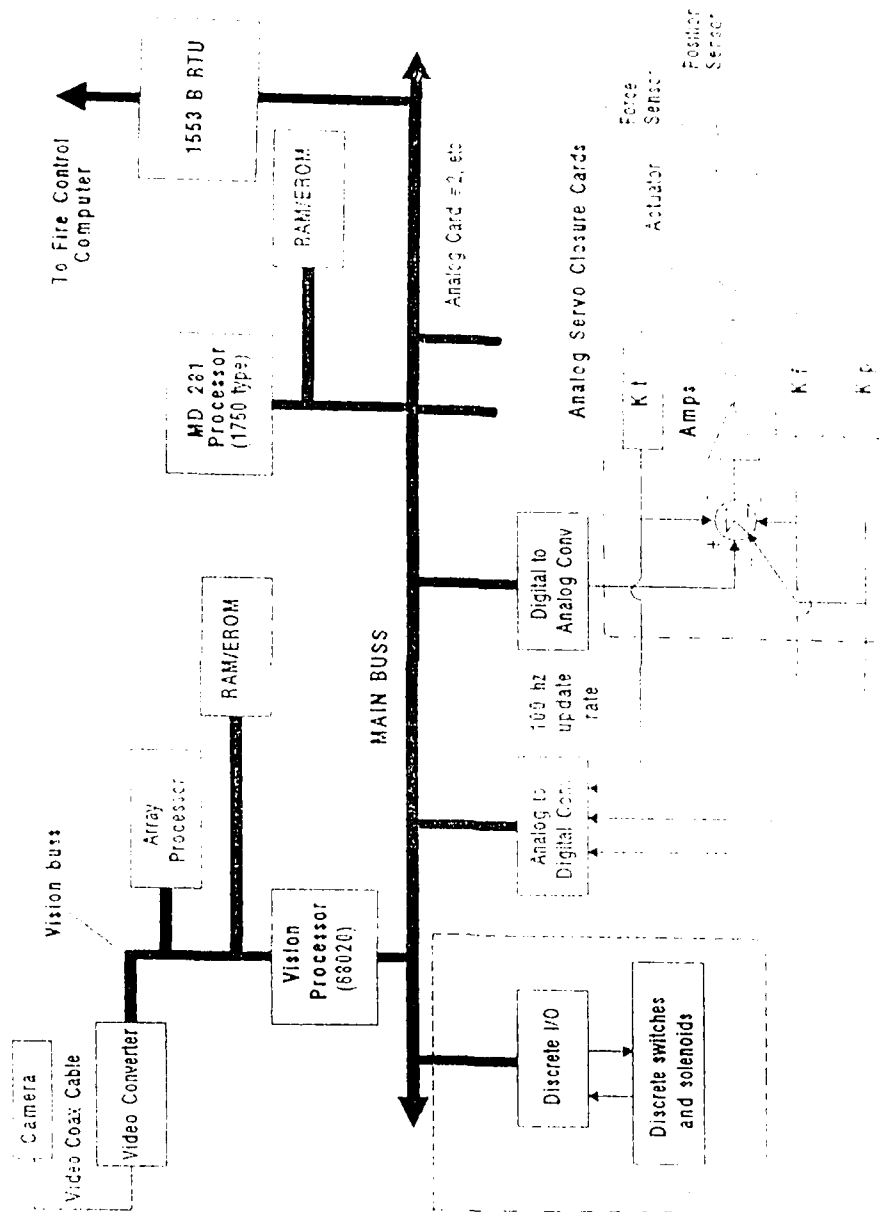 Camera
Video Coax Cable
Video Converter
Vision buss
Array
Processor
RAM/EROM
Vision
Processor
(68020)
To Fire Control
Computer
1553 B RTU
MD 281
Processor
(1750 type)
RAM/EROM
MAIN BUSS
Analog Card = 2, etc
Discrete I/O
Discrete switches
and solenoids
Analog to
Digital Conv.
100 hz
update
rate
Digital to
Analog Conv
Analog Servo Closure Cards
Amps
+
-
Actuator
Force
Sensor
Position
Sensor
K f
K p